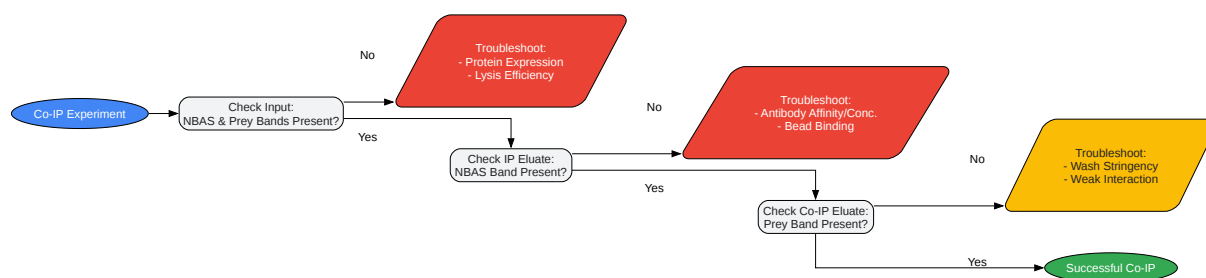 Co-IP Experiment
Check Input:
NBAS & Prey Bands Present?
No
Troubleshoot:
- Protein Expression
- Lysis Efficiency
Yes
Check IP Eluate:
NBAS Band Present?
No
Troubleshoot:
- Antibody Affinity/Conc.
- Bead Binding
Yes
Check Co-IP Eluate:
Prey Band Present?
No
Troubleshoot:
- Wash Stringency
- Weak Interaction
Yes
Successful Co-IP